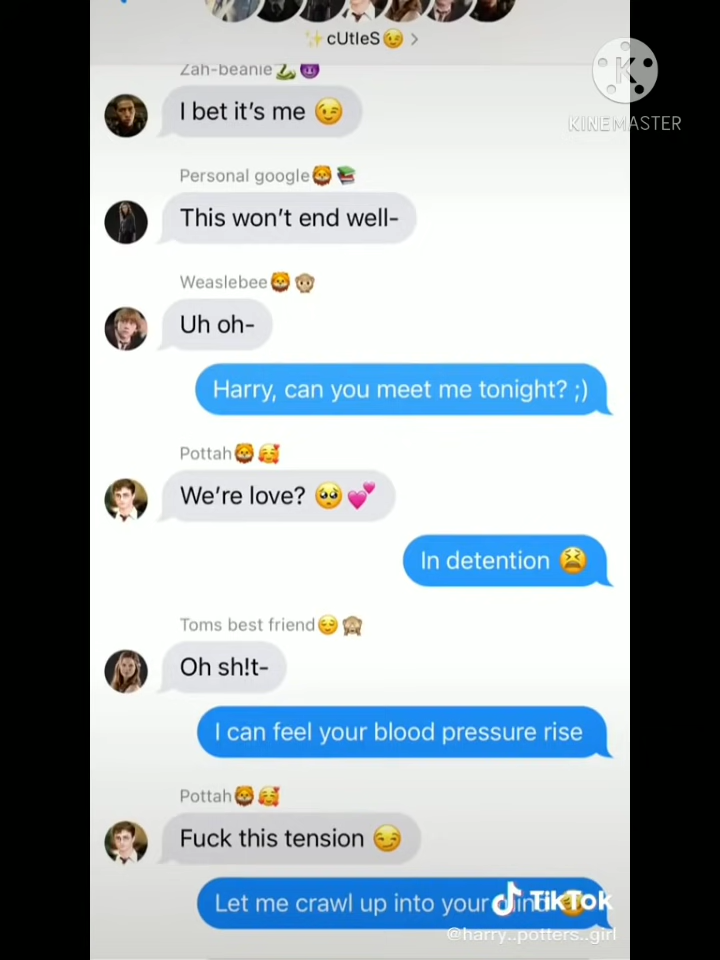 ✨cUtIeS😉 >
KINEMASTER
Zah-beanie🐍😈
I bet it's me 😉
Personal google🦁📚
This won't end well-
Weaslebee🦁🐵
Uh oh-
Harry, can you meet me tonight? ;)
Pottah🦁🥰
We're love? 🥺💕
In detention 😫
Toms best friend😌🙈
Oh sh!t-
I can feel your blood pressure rise
Pottah🦁🥰
Fuck this tension 😏
Let me crawl up into your mind
TikTok
@harry..potters..girl